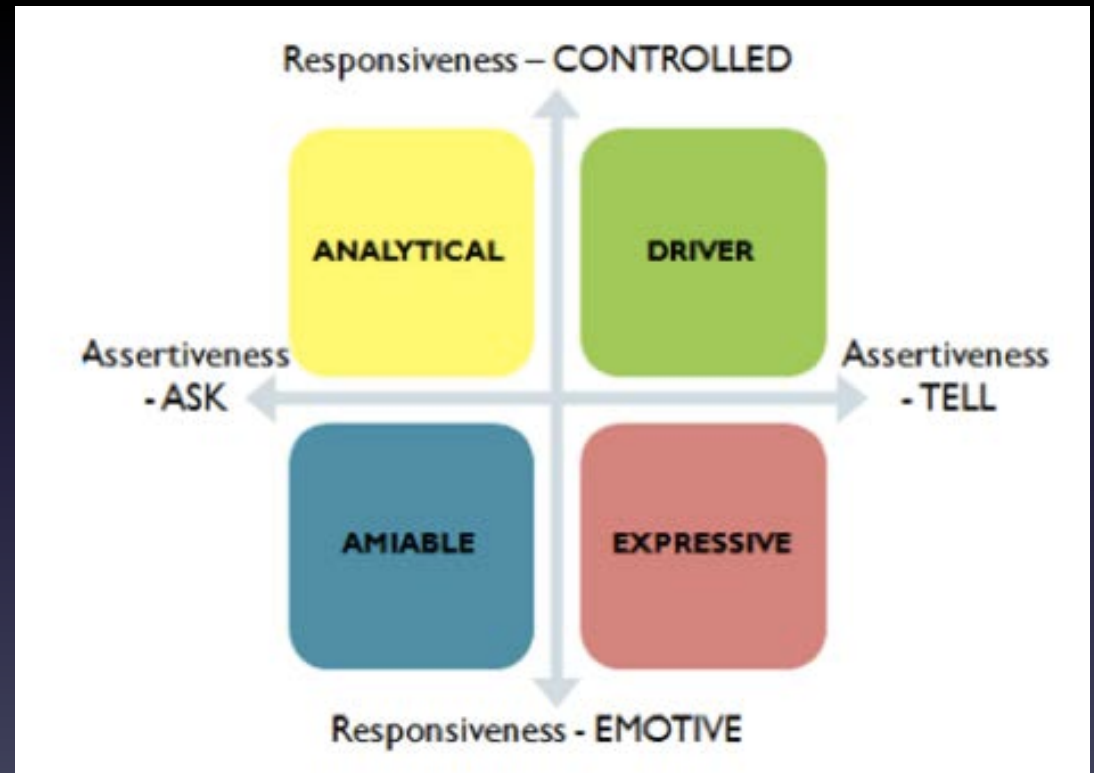 Responsiveness – CONTROLLED
ANALYTICAL
DRIVER
Assertiveness
- ASK
Assertiveness
- TELL
AMIABLE
EXPRESSIVE
Responsiveness - EMOTIVE